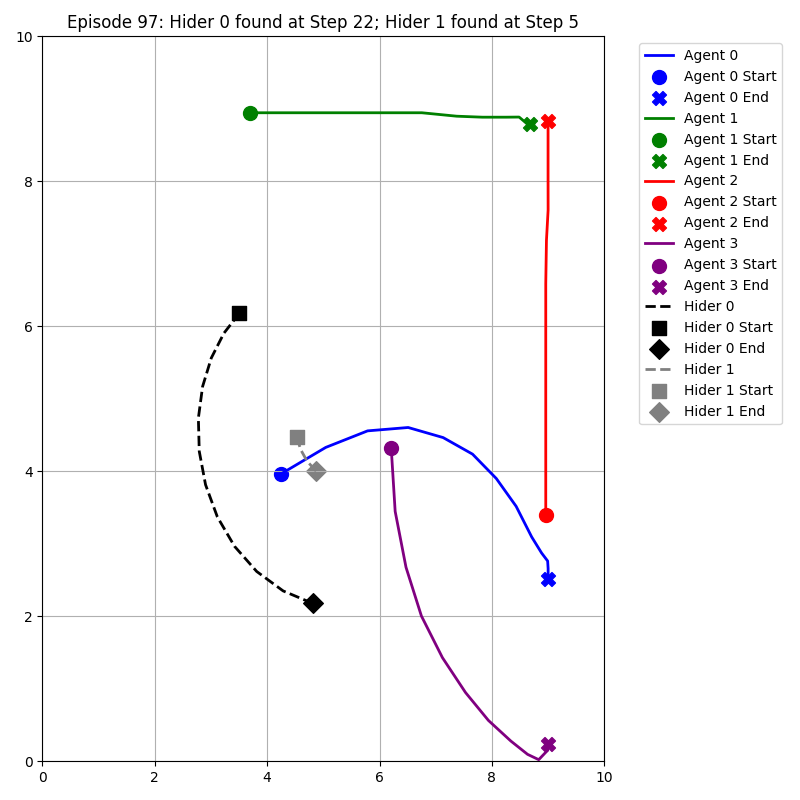 Episode 97: Hider 0 found at Step 22; Hider 1 found at Step 5
10
8
6
4
2
0
0
2
4
6
8
10
Agent 0
Agent 0 Start
Agent 0 End
Agent 1
Agent 1 Start
Agent 1 End
Agent 2
Agent 2 Start
Agent 2 End
Agent 3
Agent 3 Start
Agent 3 End
Hider 0
Hider 0 Start
Hider 0 End
Hider 1
Hider 1 Start
Hider 1 End